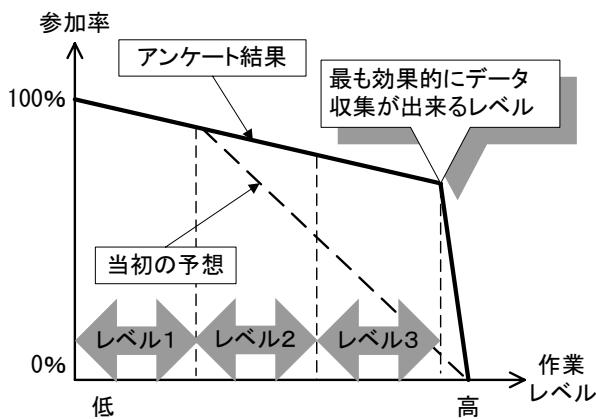 参加率
アンケート結果
最も効果的にデータ
収集が出来るレベル
100%
当初の予想
レベル1
レベル2
レベル3
0%
作業
レベル
低
高